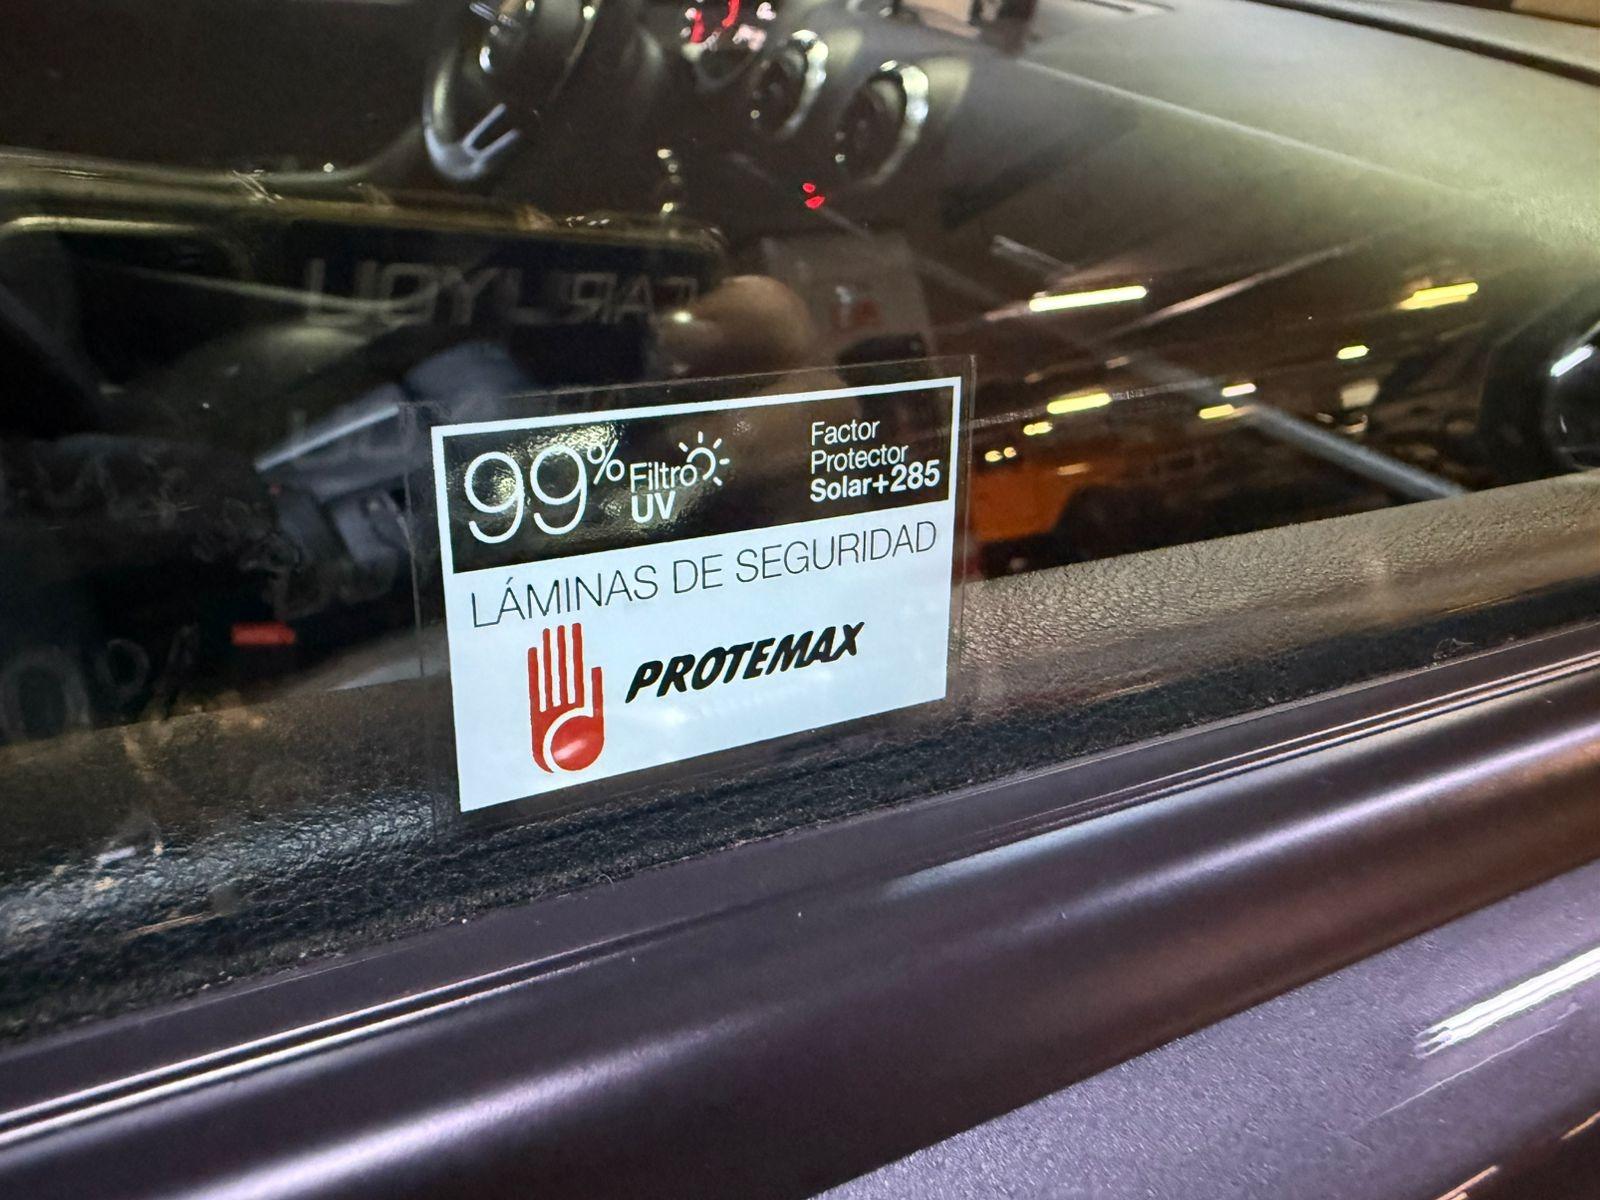 99% Filtro UV
Factor
Protector
Solar+285
LÁMINAS DE SEGURIDAD
PROTEMAX